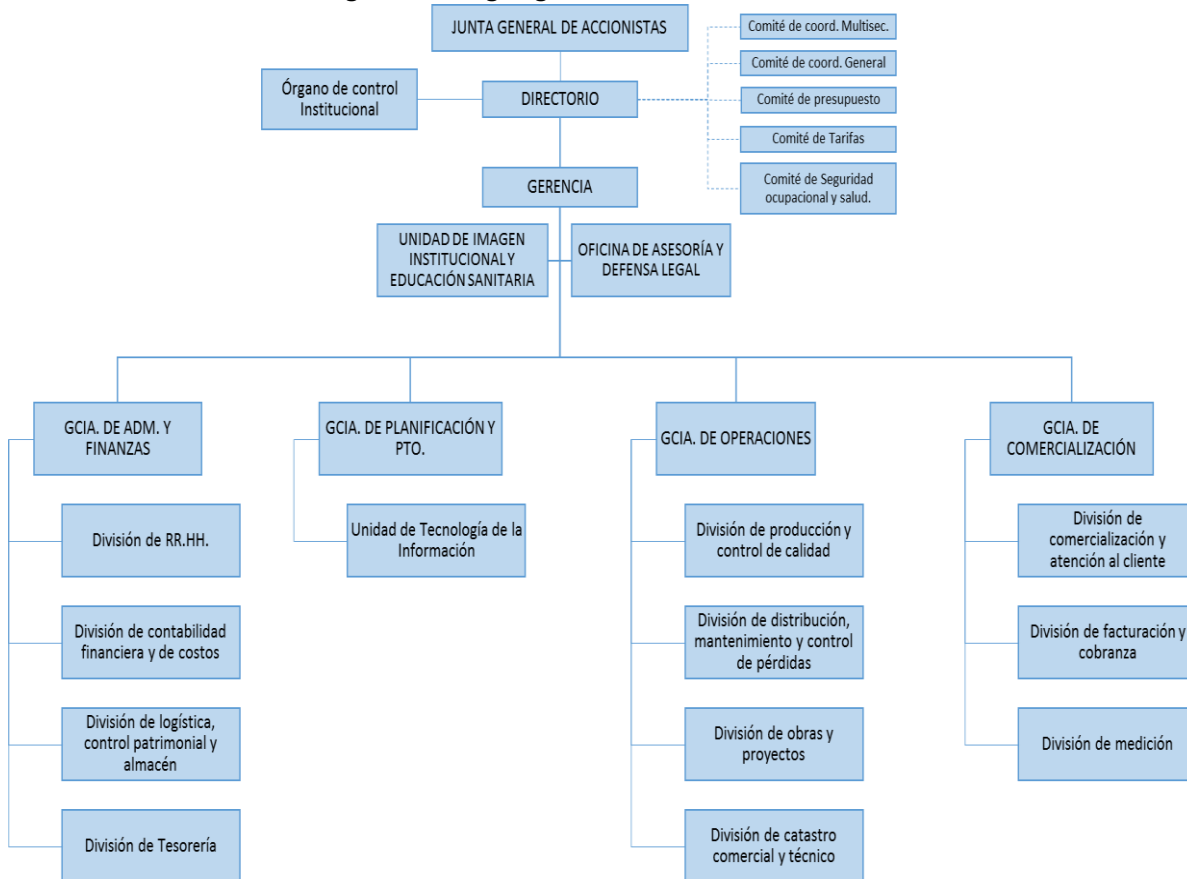 JUNTA GENERAL DE ACCIONISTAS
Comité de coord. Multisec.
Comité de coord. General
Órgano de control
Institucional
DIRECTORIO
Comité de presupuesto
Comité de Tarifas
GERENCIA
Comité de Seguridad
ocupacional y salud.
UNIDAD DE IMAGEN
INSTITUCIONAL Y
EDUCACIÓN SANITARIA
OFICINA DE ASESORÍA Y
DEFENSA LEGAL
GCIA. DE ADM. Y
FINANZAS
GCIA. DE PLANIFICACIÓN Y
PTO.
GCIA. DE OPERACIONES
GCIA. DE
COMERCIALIZACIÓN
División de RR.HH.
Unidad de Tecnología de la
Información
División de producción y
control de calidad
División de
comercialización y
atención al cliente
División de contabilidad
financiera y de costos
División de distribución,
mantenimiento y control
de pérdidas
División de facturación y
cobranza
División de logística,
control patrimonial y
almacén
División de obras y
proyectos
División de medición
División de Tesorería
División de catastro
comercial y técnico